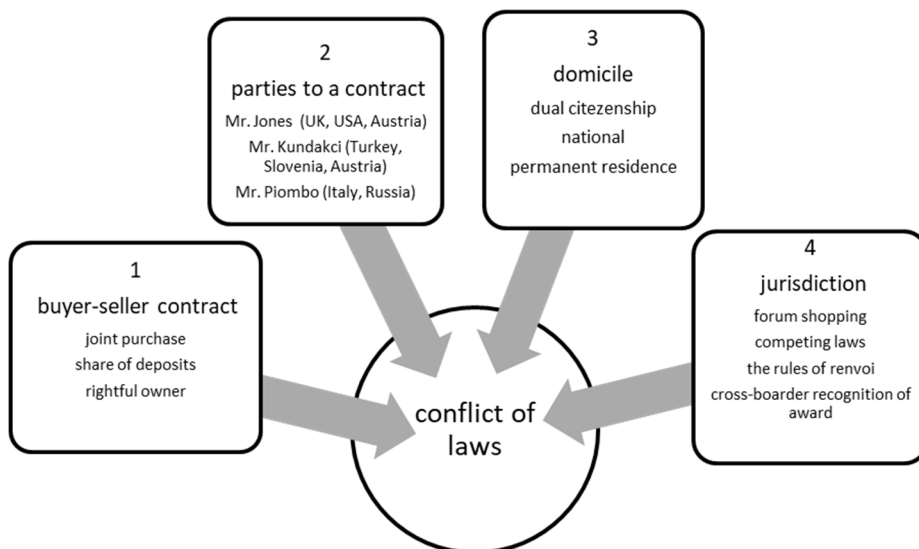 1
buyer-seller contract
joint purchase
share of deposits
rightful owner
2
parties to a contract
Mr. Jones (UK, USA, Austria)
Mr. Kundakci (Turkey,
Slovenia, Austria)
Mr. Piombo (Italy, Russia)
3
domicile
dual citezenship
national
permanent residence
4
jurisdiction
forum shopping
competing laws
the rules of renvoi
cross-boarder recognition of
award
conflict of
laws